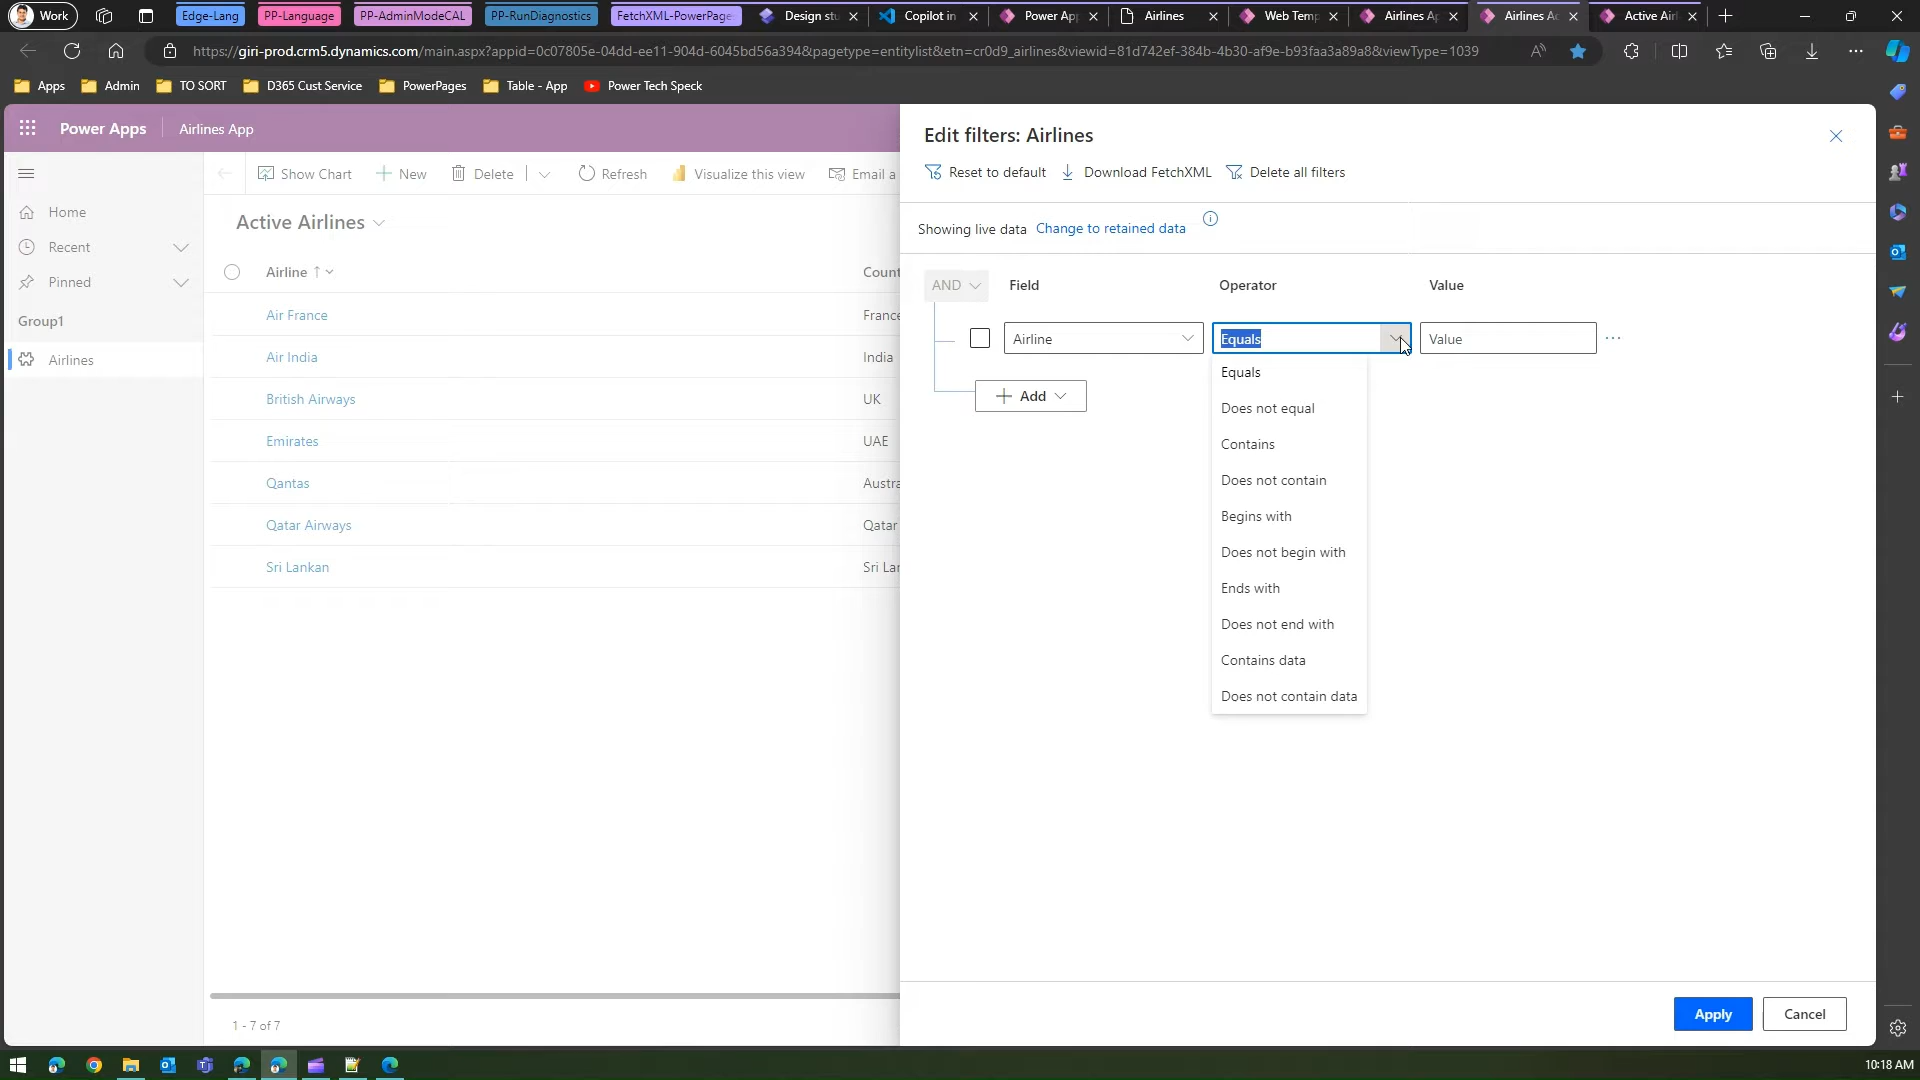 Work
Edge-Lang
PP-Language
PP-AdminModeCAL
PP-RunDiagnostics
FetchXML-PowerPage
Design stu
Copilot in
Power Ap
Airlines
Web Temp
Airlines A
Airlines Ac
Active Airl
https://giri-prod.crm5.dynamics.com/main.aspx?appid=0c07805e-04dd-ee11-904d-6045bd56a394&pagetype=entitylist&etn=cr0d9_airlines&viewid=81d742ef-384b-4b30-af9e-b93faa3a89a8&viewType=1039
Apps
Admin
TO SORT
D365 Cust Service
PowerPages
Table - App
Power Tech Speck
Power Apps
Airlines App
Show Chart
New
Delete
Refresh
Visualize this view
Email a
Home
Recent
Pinned
Group1
Airlines
Active Airlines
Airline ↑
Count
Air France
France
Air India
India
British Airways
UK
Emirates
UAE
Qantas
Austra
Qatar Airways
Qatar
Sri Lankan
Sri Lan
1 - 7 of 7
Edit filters: Airlines
Reset to default
Download FetchXML
Delete all filters
Showing live data Change to retained data
AND
Field
Operator
Value
Airline
Equals
Value
Add
Equals
Does not equal
Contains
Does not contain
Begins with
Does not begin with
Ends with
Does not end with
Contains data
Does not contain data
Apply
Cancel
10:18 AM